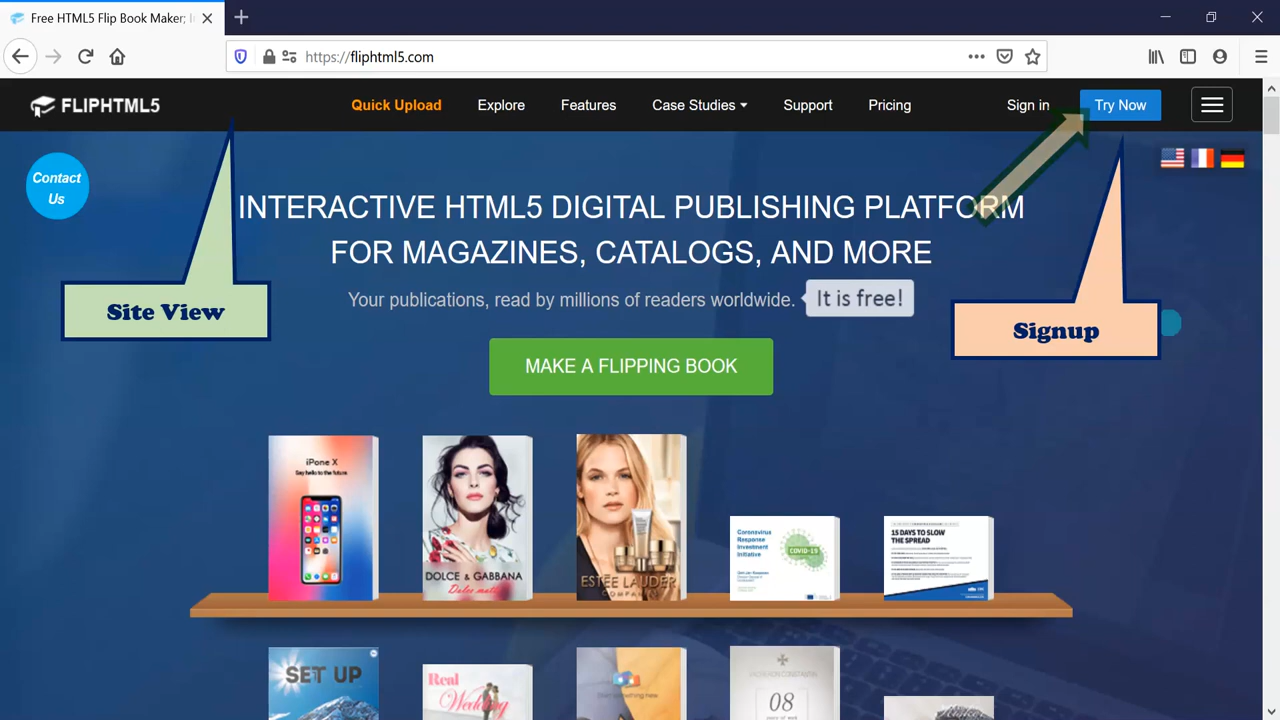 Free HTML5 Flip Book Maker; I
https://fliphtml5.com
FLIPHTML5
Quick Upload
Explore
Features
Case Studies
Support
Pricing
Sign in
Try Now
Contact
Us
INTERACTIVE HTML5 DIGITAL PUBLISHING PLATFORM
FOR MAGAZINES, CATALOGS, AND MORE
Your publications, read by millions of readers worldwide.
It is free!
Site View
Signup
MAKE A FLIPPING BOOK
iPone X
Say hello to the future
DOLCE & GABBANA
ESTEE LAUDER
COMPANIES
Coronavirus
Response
Investment
Initiative
COVID-19
15 DAYS TO SLOW
THE SPREAD
SET UP
Real
Wedding
08